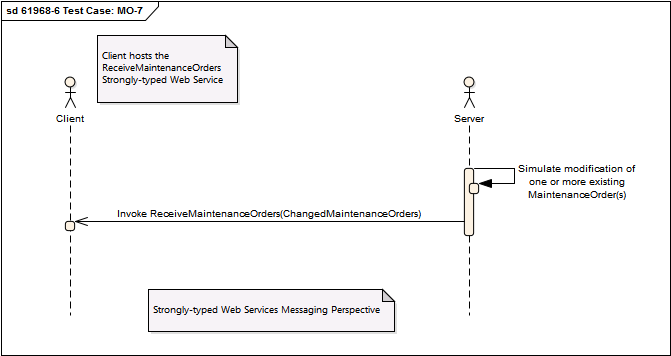 sd 61968-6 Test Case: MO-7
Client hosts the
ReceiveMaintenanceOrders
Strongly-typed Web Service
Client
Server
Simulate modification of
one or more existing
MaintenanceOrder(s)
Invoke ReceiveMaintenanceOrders(ChangedMaintenanceOrders)
Strongly-typed Web Services Messaging Perspective